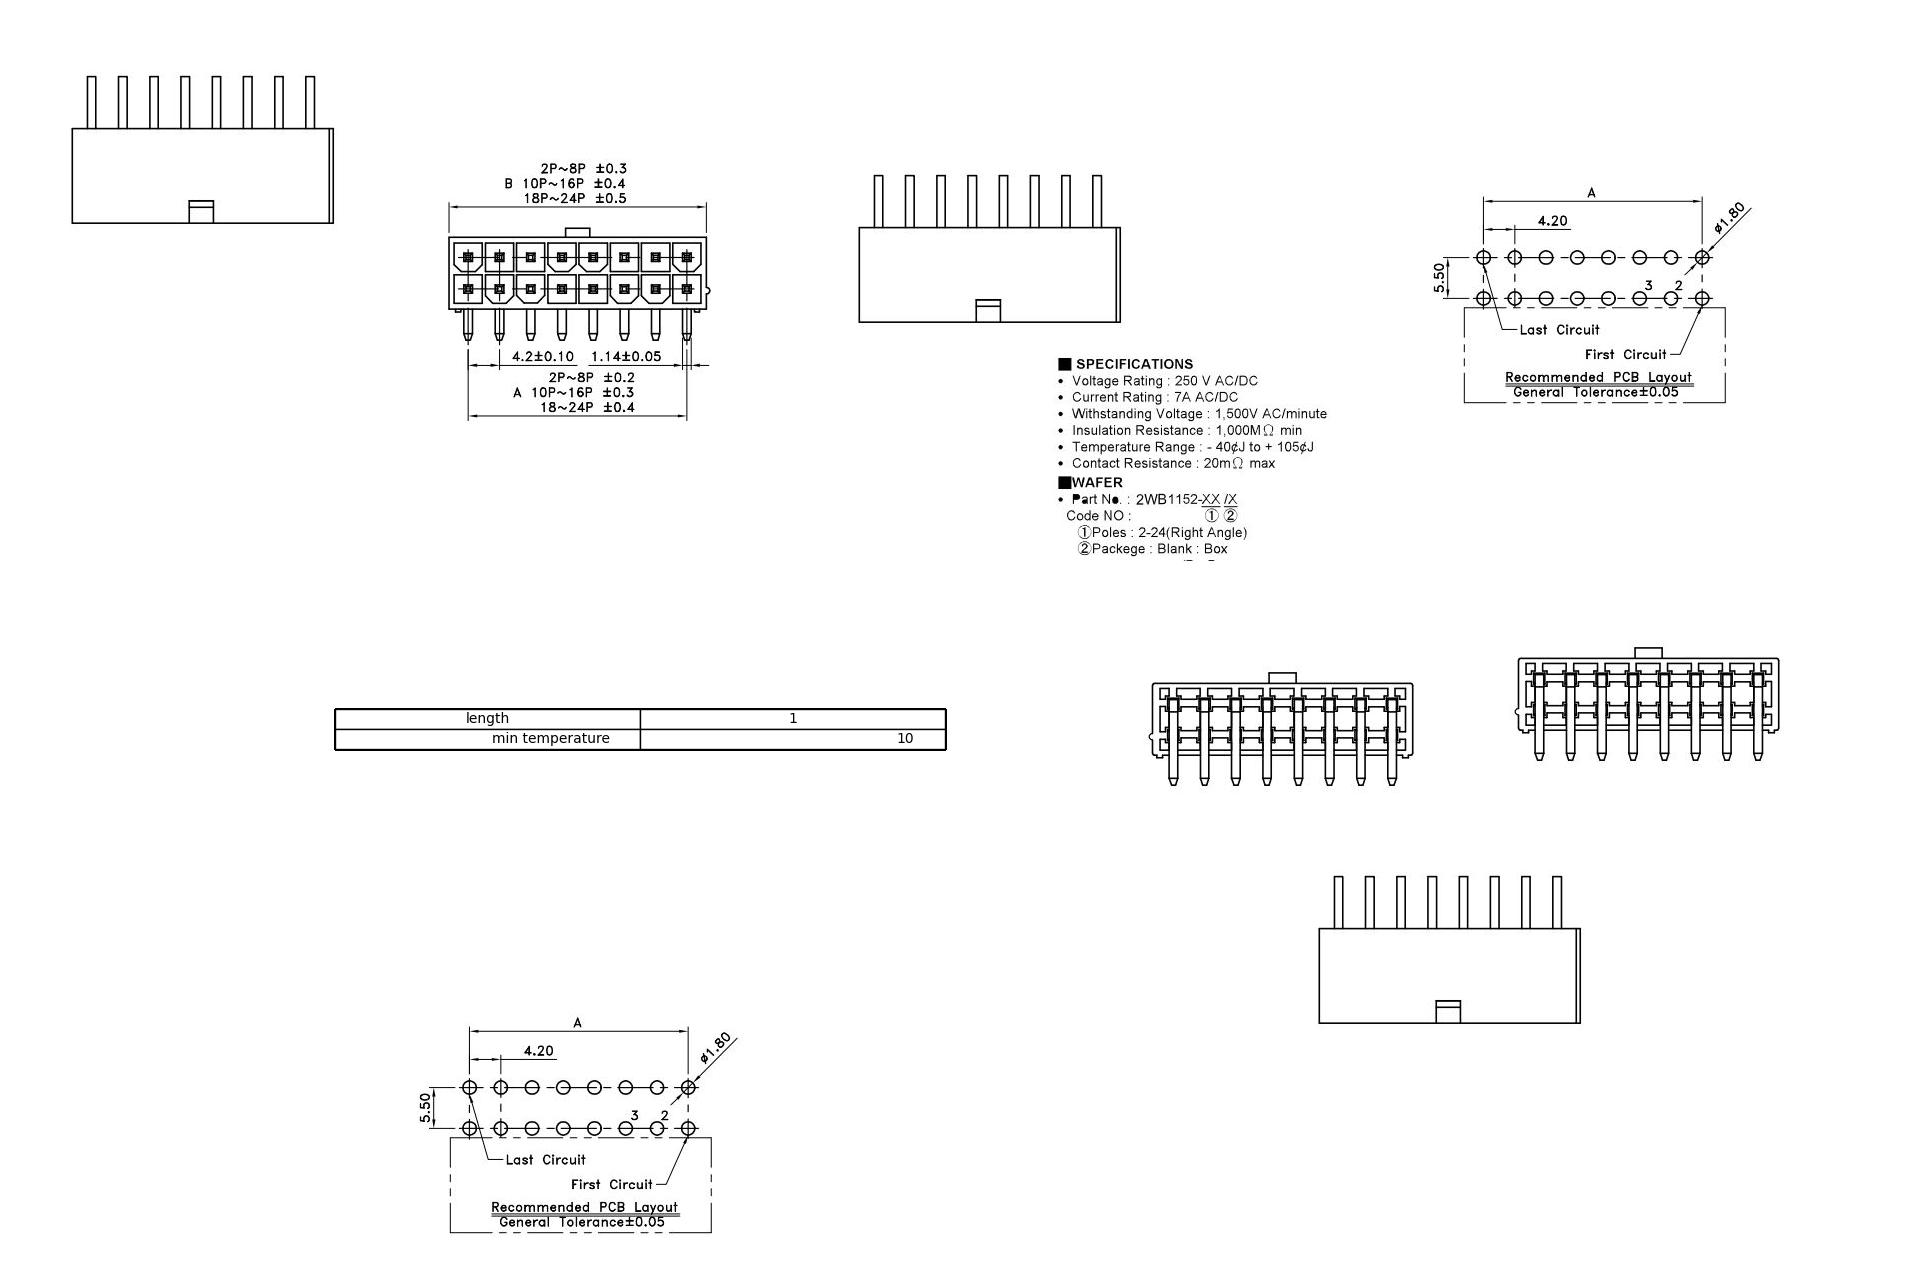 2P~8P ±0.3
B 10P~16P ±0.4
18P~24P ±0.5
4.2±0.10 1.14±0.05
2P~8P ±0.2
A 10P~16P ±0.3
18~24P ±0.4
A
4.20
ø1.80
5.50
3 2
Last Circuit
First Circuit
Recommended PCB Layout
General Tolerance±0.05
■ SPECIFICATIONS
• Voltage Rating : 250 V AC/DC
• Current Rating : 7A AC/DC
• Withstanding Voltage : 1,500V AC/minute
• Insulation Resistance : 1,000MΩ min
• Temperature Range : - 40¢J to + 105¢J
• Contact Resistance : 20mΩ max
■WAFER
• Part No. : 2WB1152-XX /X
Code NO : ① ②
①Poles : 2-24(Right Angle)
②Packege : Blank : Box
length 1
min temperature 10
A
4.20
ø1.80
5.50
3 2
Last Circuit
First Circuit
Recommended PCB Layout
General Tolerance±0.05